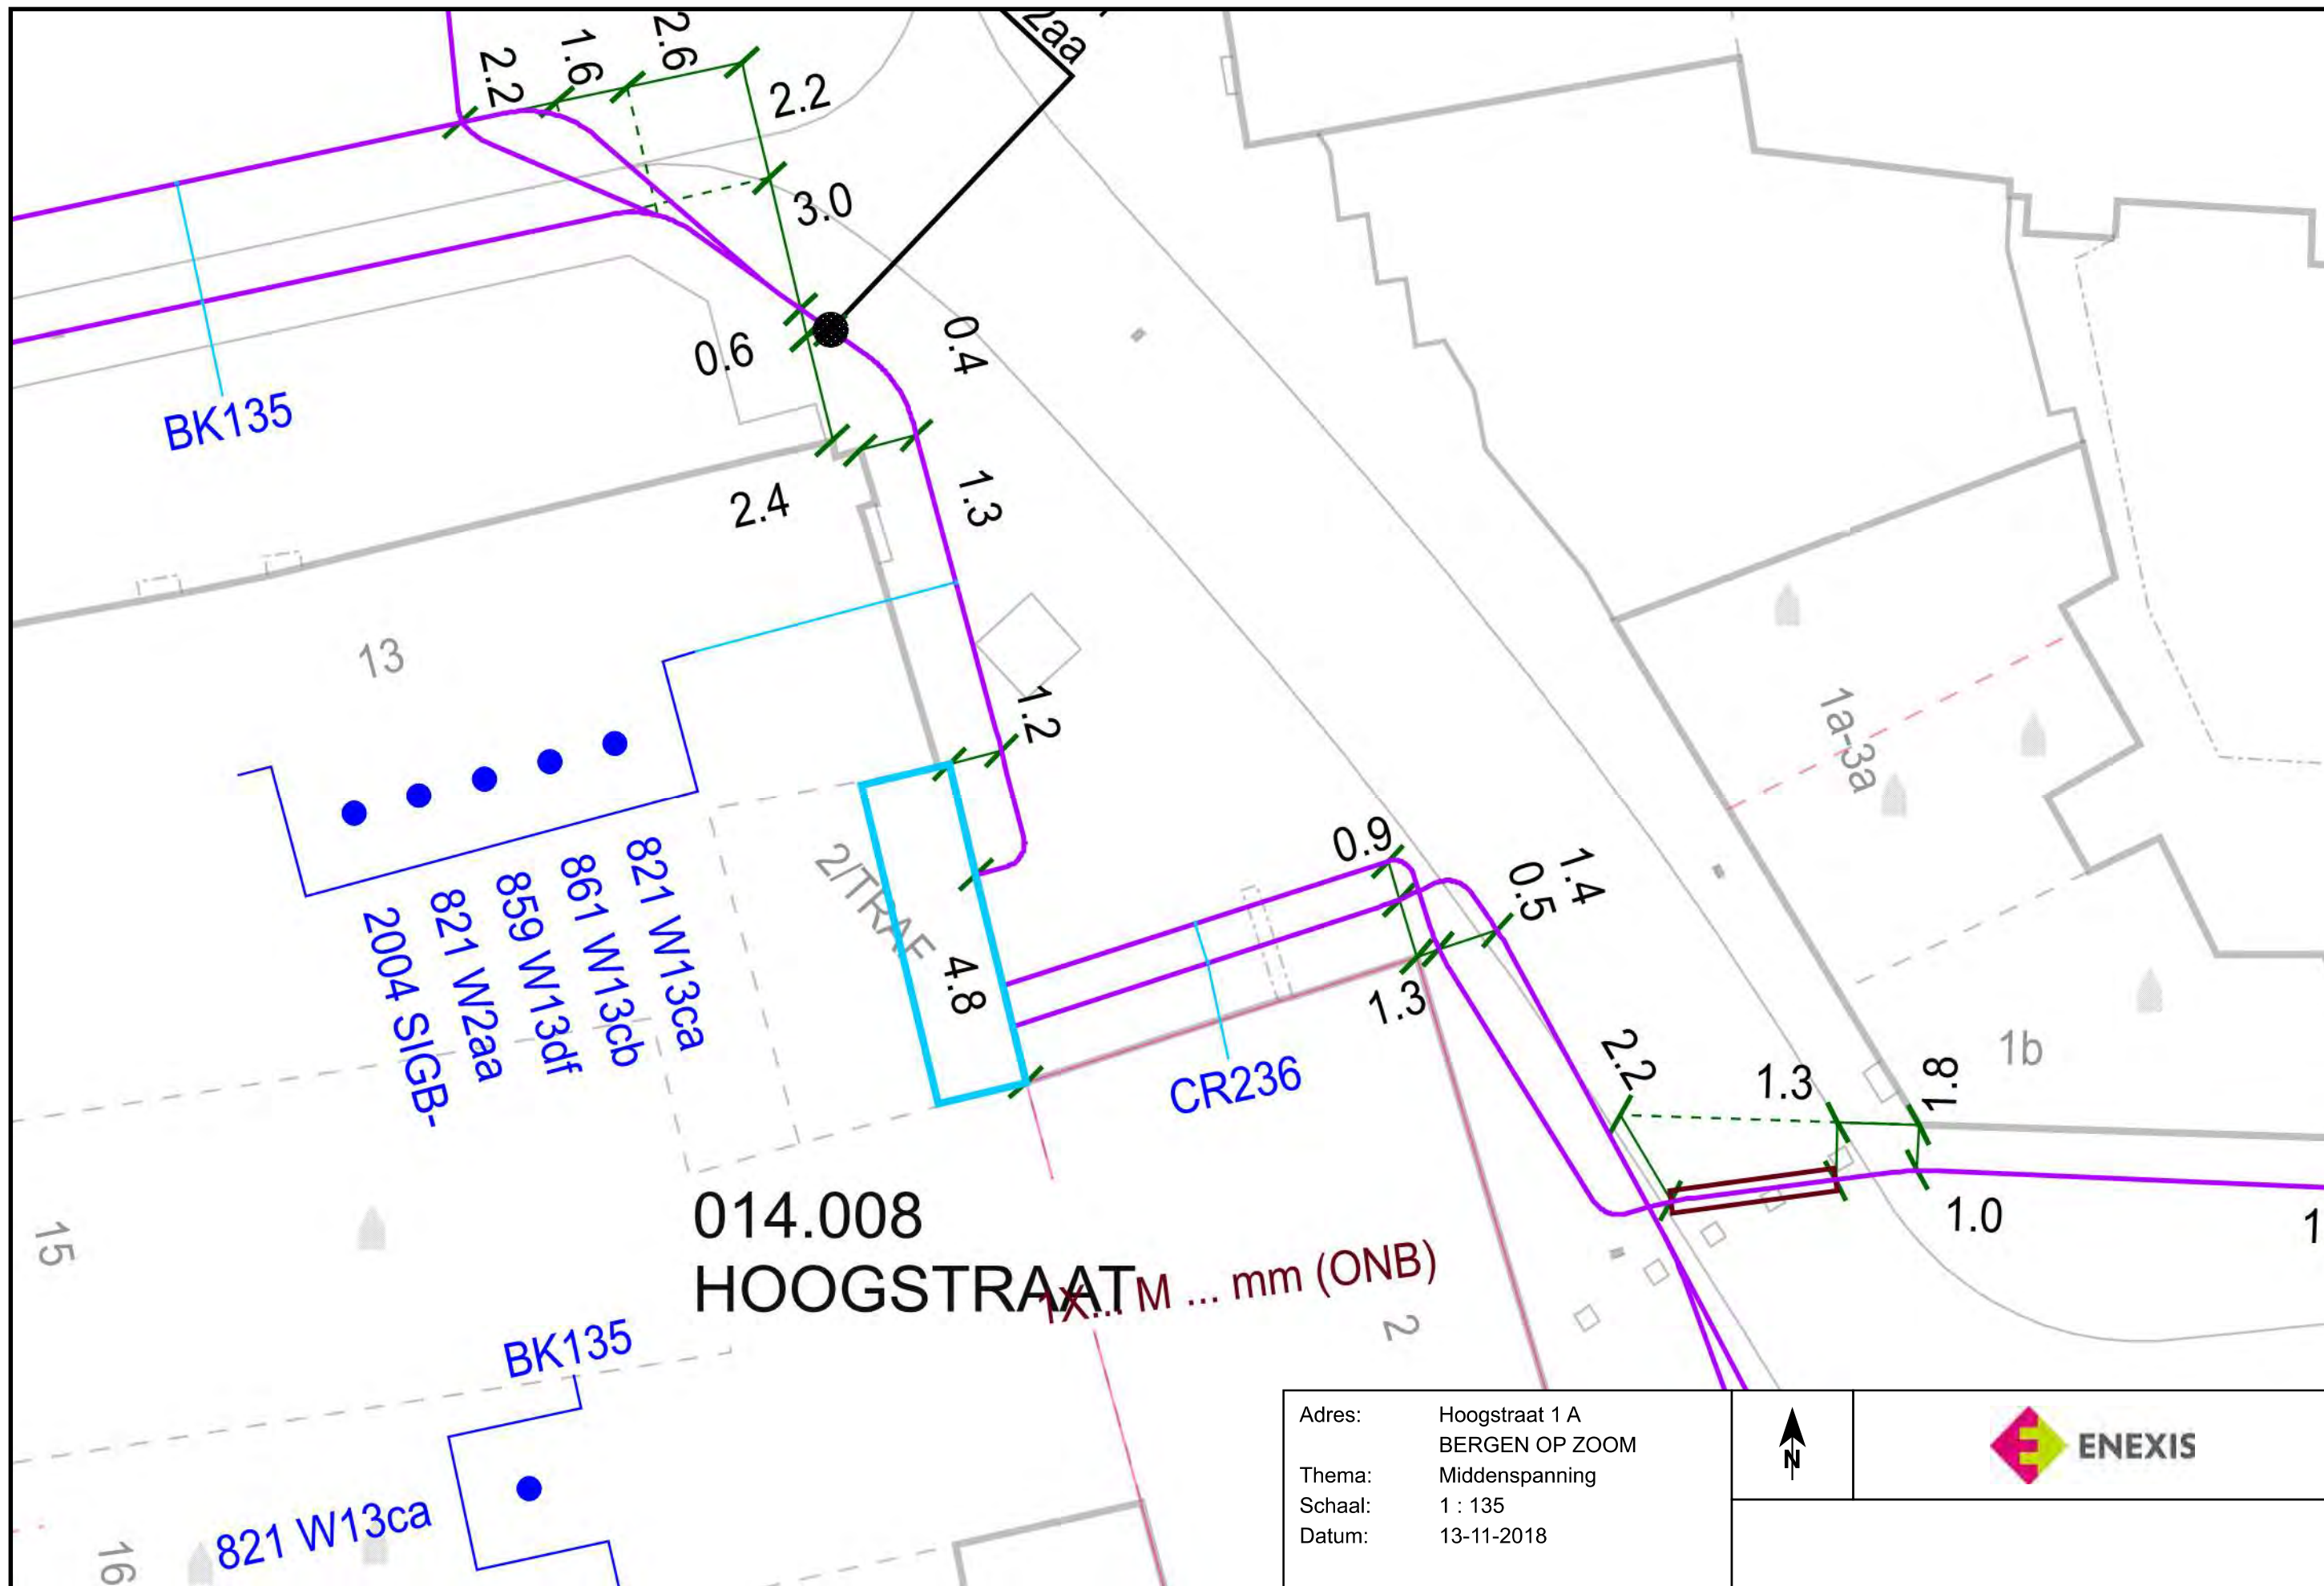 2aa
2.2
1.6
2.6
2.2
3.0
0.6
0.4
BK135
2.4
1.3
13
1.2
1a-3a
2/TRAF
0.9
1.4
0.5
821 W13ca
861 W13cb
859 W13df
821 W2aa
2004 SIGB-
4.8
1.3
CR236
2.2
1.3
1.8
1b
1.0
1
15
014.008
HOOGSTRAAT
1X... M ... mm (ONB)
2
BK135
821 W13ca
16
Adres: Hoogstraat 1 A
BERGEN OP ZOOM
Thema: Middenspanning
Schaal: 1 : 135
Datum: 13-11-2018
N
ENEXIS